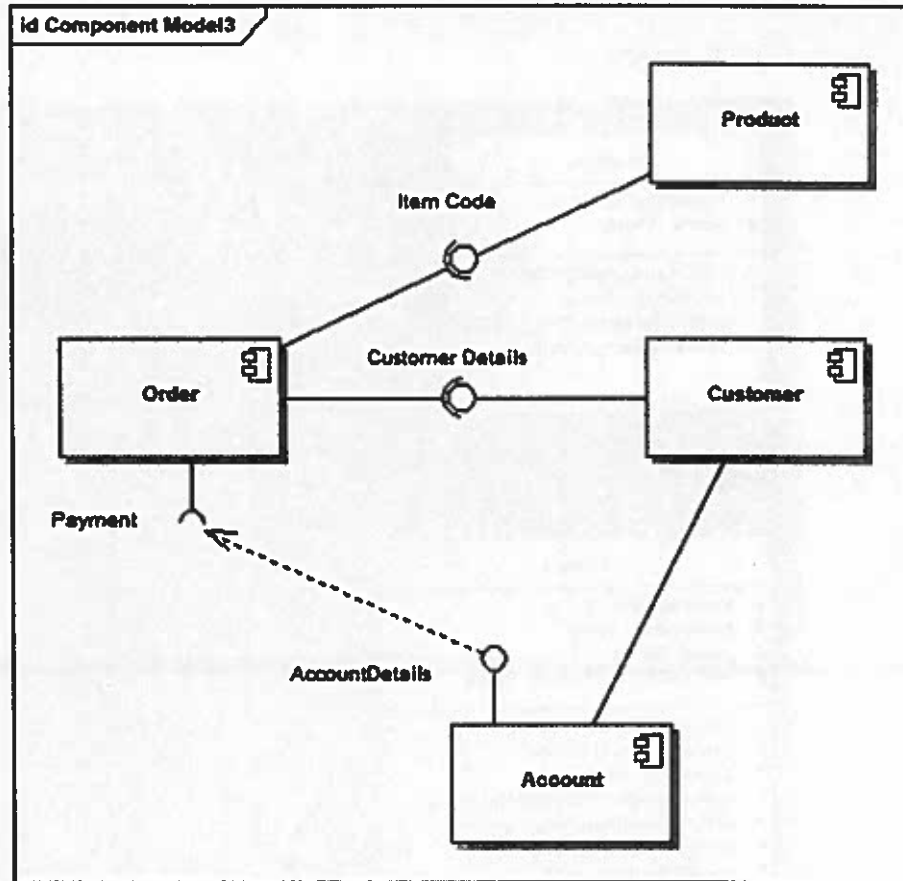 id Component Model3
Product
Item Code
Order
Customer Details
Customer
Payment
AccountDetails
Account